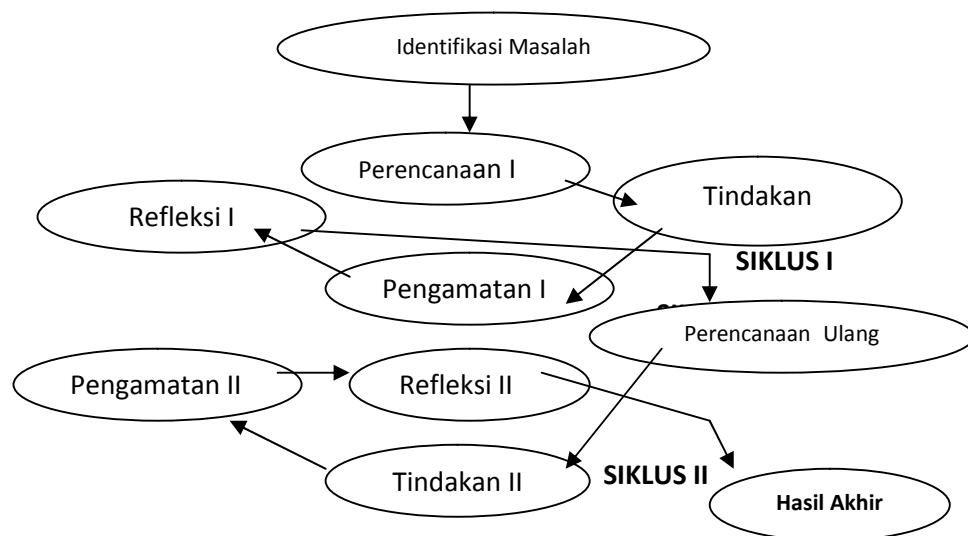 Identifikasi Masalah
Perencanaan I
Tindakan
Refleksi I
SIKLUS I
Pengamatan I
Perencanaan Ulang
Pengamatan II
Refleksi II
Tindakan II
SIKLUS II
Hasil Akhir